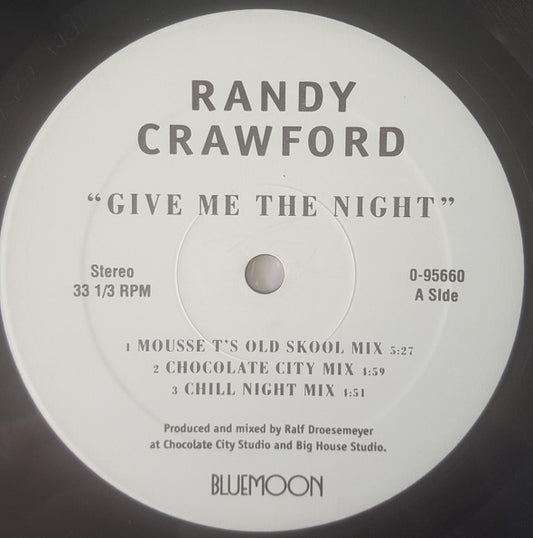 RANDY
CRAWFORD
“GIVE ME THE NIGHT”
Stereo
33 1/3 RPM
0-95660
A SIde
1 MOUSSE T'S OLD SKOOL MIX 5:27
2 CHOCOLATE CITY MIX 4:59
3 CHILL NIGHT MIX 4:51
Produced and mixed by Ralf Droesemeyer
at Chocolate City Studio and Big House Studio.
BLUEMOON